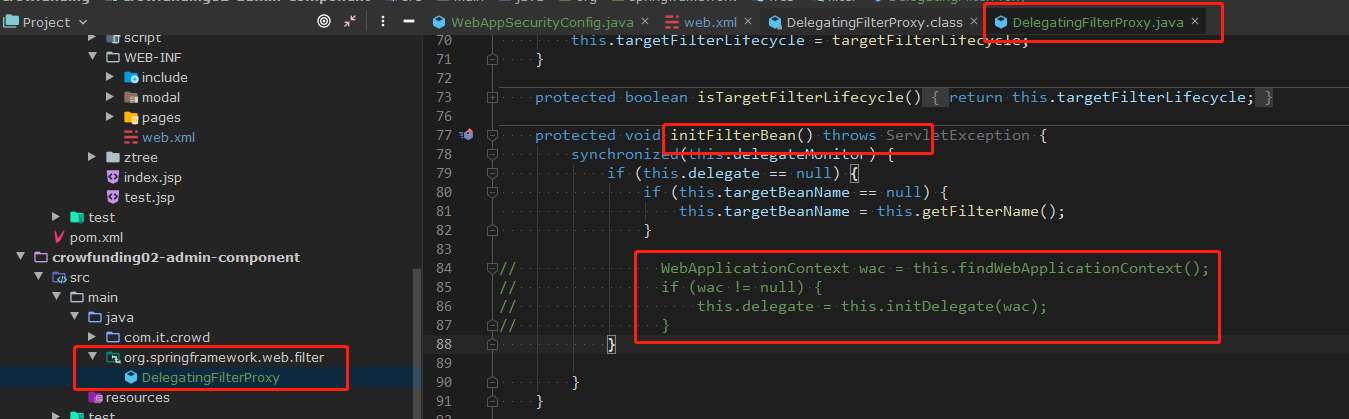 Project
script
WEB-INF
include
modal
pages
web.xml
ztree
index.jsp
test.jsp
test
pom.xml
crowfunding02-admin-component
src
main
java
com.it.crowd
org.springframework.web.filter
DelegatingFilterProxy
resources
WebAppSecurityConfig.java
web.xml
DelegatingFilterProxy.class
DelegatingFilterProxy.java
70 this.targetFilterLifecycle = targetFilterLifecycle;
71 }
72
73 protected boolean isTargetFilterLifecycle() { return this.targetFilterLifecycle; }
76
77 protected void initFilterBean() throws ServletException {
78 synchronized(this.delegateMonitor) {
79 if (this.delegate == null) {
80 if (this.targetBeanName == null) {
81 this.targetBeanName = this.getFilterName();
82 }
83
84 // WebApplicationContext wac = this.findWebApplicationContext();
85 // if (wac != null) {
86 // this.delegate = this.initDelegate(wac);
87 // }
88 }
89
90 }
91 }